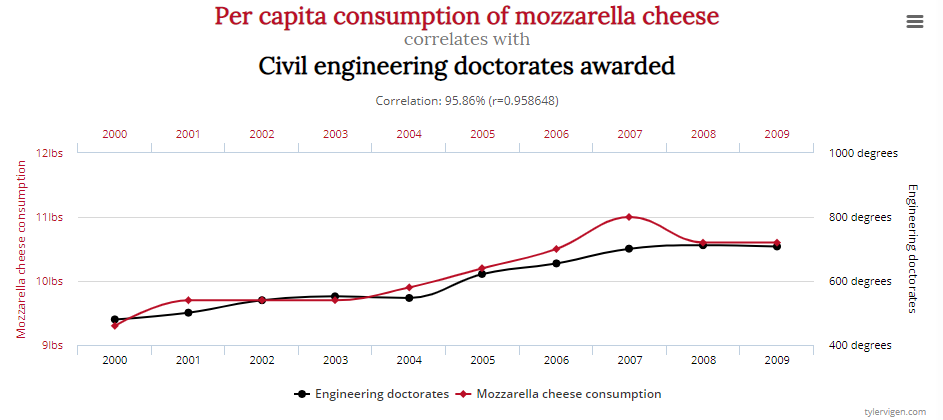 Per capita consumption of mozzarella cheese
correlates with
Civil engineering doctorates awarded
Correlation: 95.86% (r=0.958648)
2000 2001 2002 2003 2004 2005 2006 2007 2008 2009
12lbs 1000 degrees
11lbs 800 degrees
10lbs 600 degrees
9lbs 400 degrees
Mozzarella cheese consumption
Engineering doctorates
2000 2001 2002 2003 2004 2005 2006 2007 2008 2009
Engineering doctorates Mozzarella cheese consumption
tylervigen.com